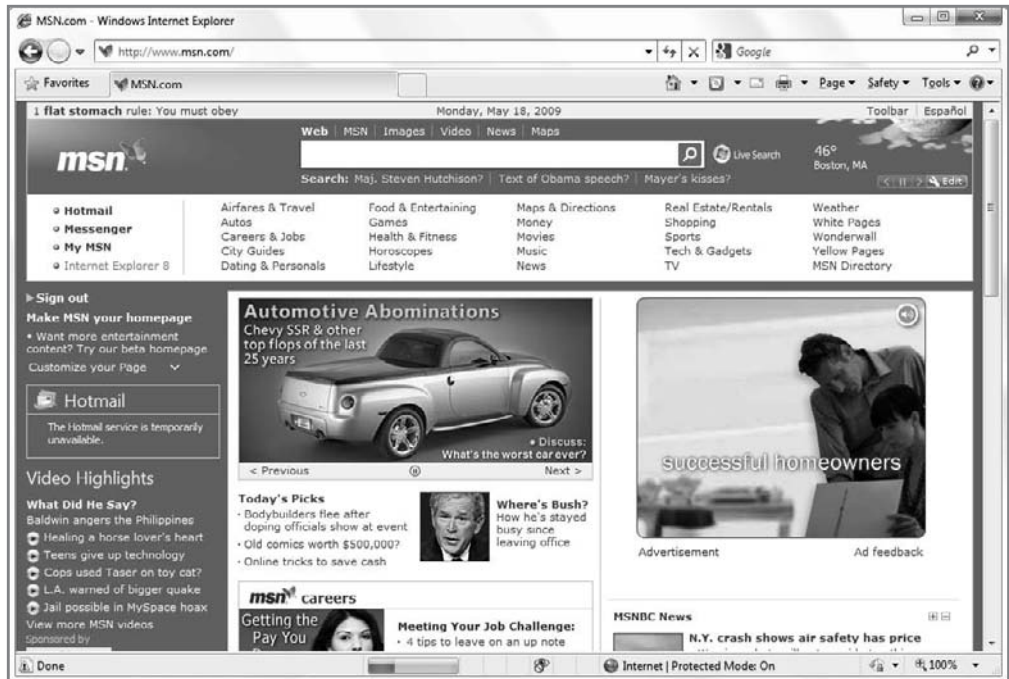 MSN.com - Windows Internet Explorer
http://www.msn.com/
Google
Favorites
MSN.com
Page
Safety
Tools
1 flat stomach rule: You must obey
Monday, May 18, 2009
Toolbar
Español
Web | MSN | Images | Video | News | Maps
msn
Live Search
46°
Boston, MA
Search: Maj. Steven Hutchison? | Text of Obama speech? | Mayer's kisses?
Edit
Hotmail
Messenger
My MSN
Internet Explorer 8
Airfares & Travel
Autos
Careers & Jobs
City Guides
Dating & Personals
Food & Entertaining
Games
Health & Fitness
Horoscopes
Lifestyle
Maps & Directions
Money
Movies
Music
News
Real Estate/Rentals
Shopping
Sports
Tech & Gadgets
TV
Weather
White Pages
Wonderwall
Yellow Pages
MSN Directory
Sign out
Make MSN your homepage
• Want more entertainment
content? Try our beta homepage
Customize your Page
Hotmail
The Hotmail service is temporarily
unavailable.
Video Highlights
What Did He Say?
Baldwin angers the Philippines
Healing a horse lover's heart
Teens give up technology
Cops used Taser on toy cat?
L.A. warned of bigger quake
Jail possible in MySpace hoax
View more MSN videos
Sponsored by
Automotive Abominations
Chevy SSR & other
top flops of the last
25 years
• Discuss:
What's the worst car ever?
< Previous
Next >
Today's Picks
· Bodybuilders flee after
doping officials show at event
· Old comics worth $500,000?
· Online tricks to save cash
Where's Bush?
How he's stayed
busy since
leaving office
msn careers
Getting the
Pay You
Meeting Your Job Challenge:
• 4 tips to leave on an up note
successful homeowners
Advertisement
Ad feedback
MSNBC News
N.Y. crash shows air safety has price
Done
Internet | Protected Mode: On
100%